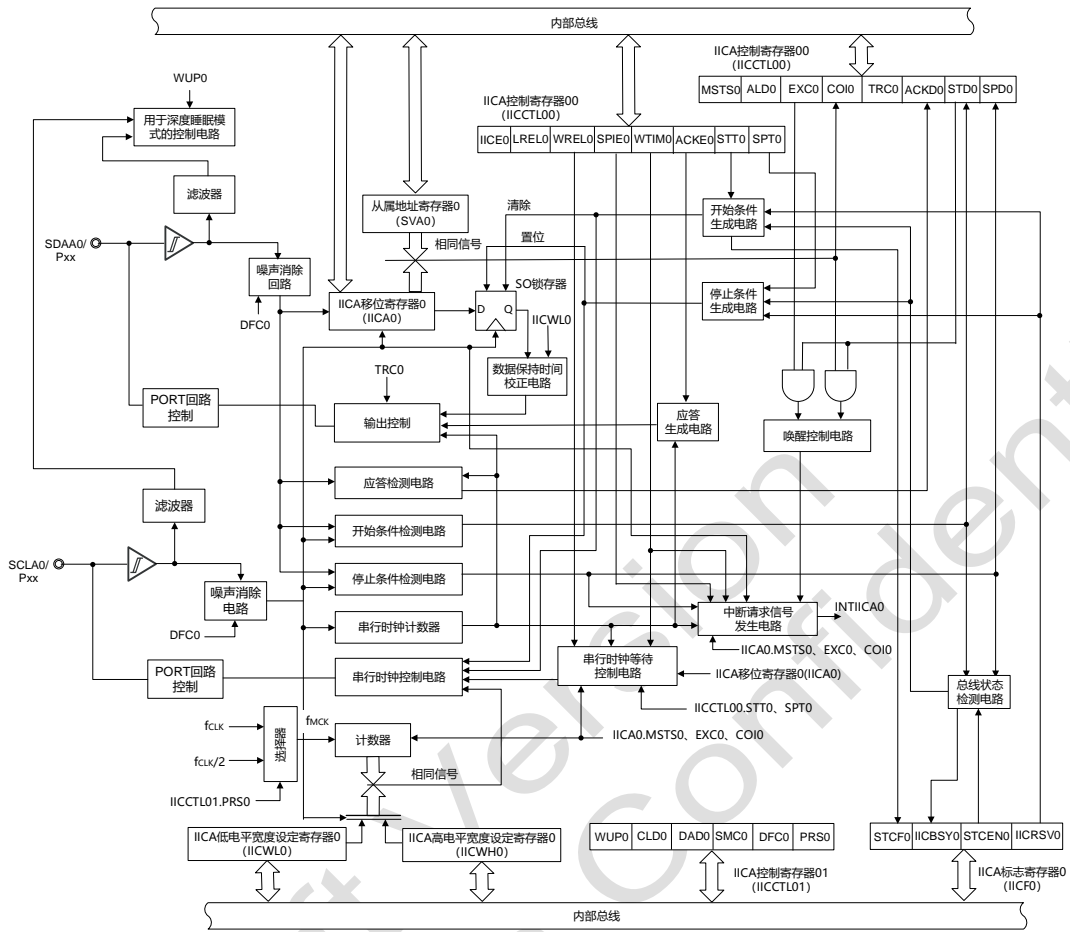 内部总线
IICA控制寄存器00
(IICCTL00)
MSTS0 ALD0 EXC0 COI0 TRC0 ACKD0 STD0 SPD0
WUP0
IICA控制寄存器00
(IICCTL00)
IICE0 LREL0 WREL0 SPIE0 WTIM0 ACKE0 STT0 SPT0
用于深度睡眠模
式的控制电路
滤波器
从属地址寄存器0
(SVA0)
清除
开始条件
生成电路
SDAA0/
Pxx
置位
相同信号
噪声消除
回路
SO锁存器
停止条件
生成电路
IICA移位寄存器0
(IICA0)
D Q
DFC0
IICWL0
TRC0
数据保持时间
校正电路
PORT回路
控制
输出控制
应答
生成电路
唤醒控制电路
应答检测电路
滤波器
开始条件检测电路
SCLA0/
Pxx
停止条件检测电路
噪声消除
电路
中断请求信号
发生电路
INTIICA0
串行时钟计数器
DFC0
IICA0.MSTS0、EXC0、COI0
串行时钟等待
控制电路
PORT回路
控制
串行时钟控制电路
IICA移位寄存器0(IICA0)
总线状态
检测电路
IICCTL00.STT0、SPT0
fCLK
fMCK
选择器
计数器
IICA0.MSTS0、EXC0、COI0
fCLK/2
相同信号
IICCTL01.PRS0
IICA低电平宽度设定寄存器0
(IICWL0)
IICA高电平宽度设定寄存器0
(IICWH0)
WUP0 CLD0 DAD0 SMC0 DFC0 PRS0
STCF0 IICBSY0 STCEN0 IICRSV0
IICA控制寄存器01
(IICCTL01)
IICA标志寄存器0
(IICF0)
内部总线